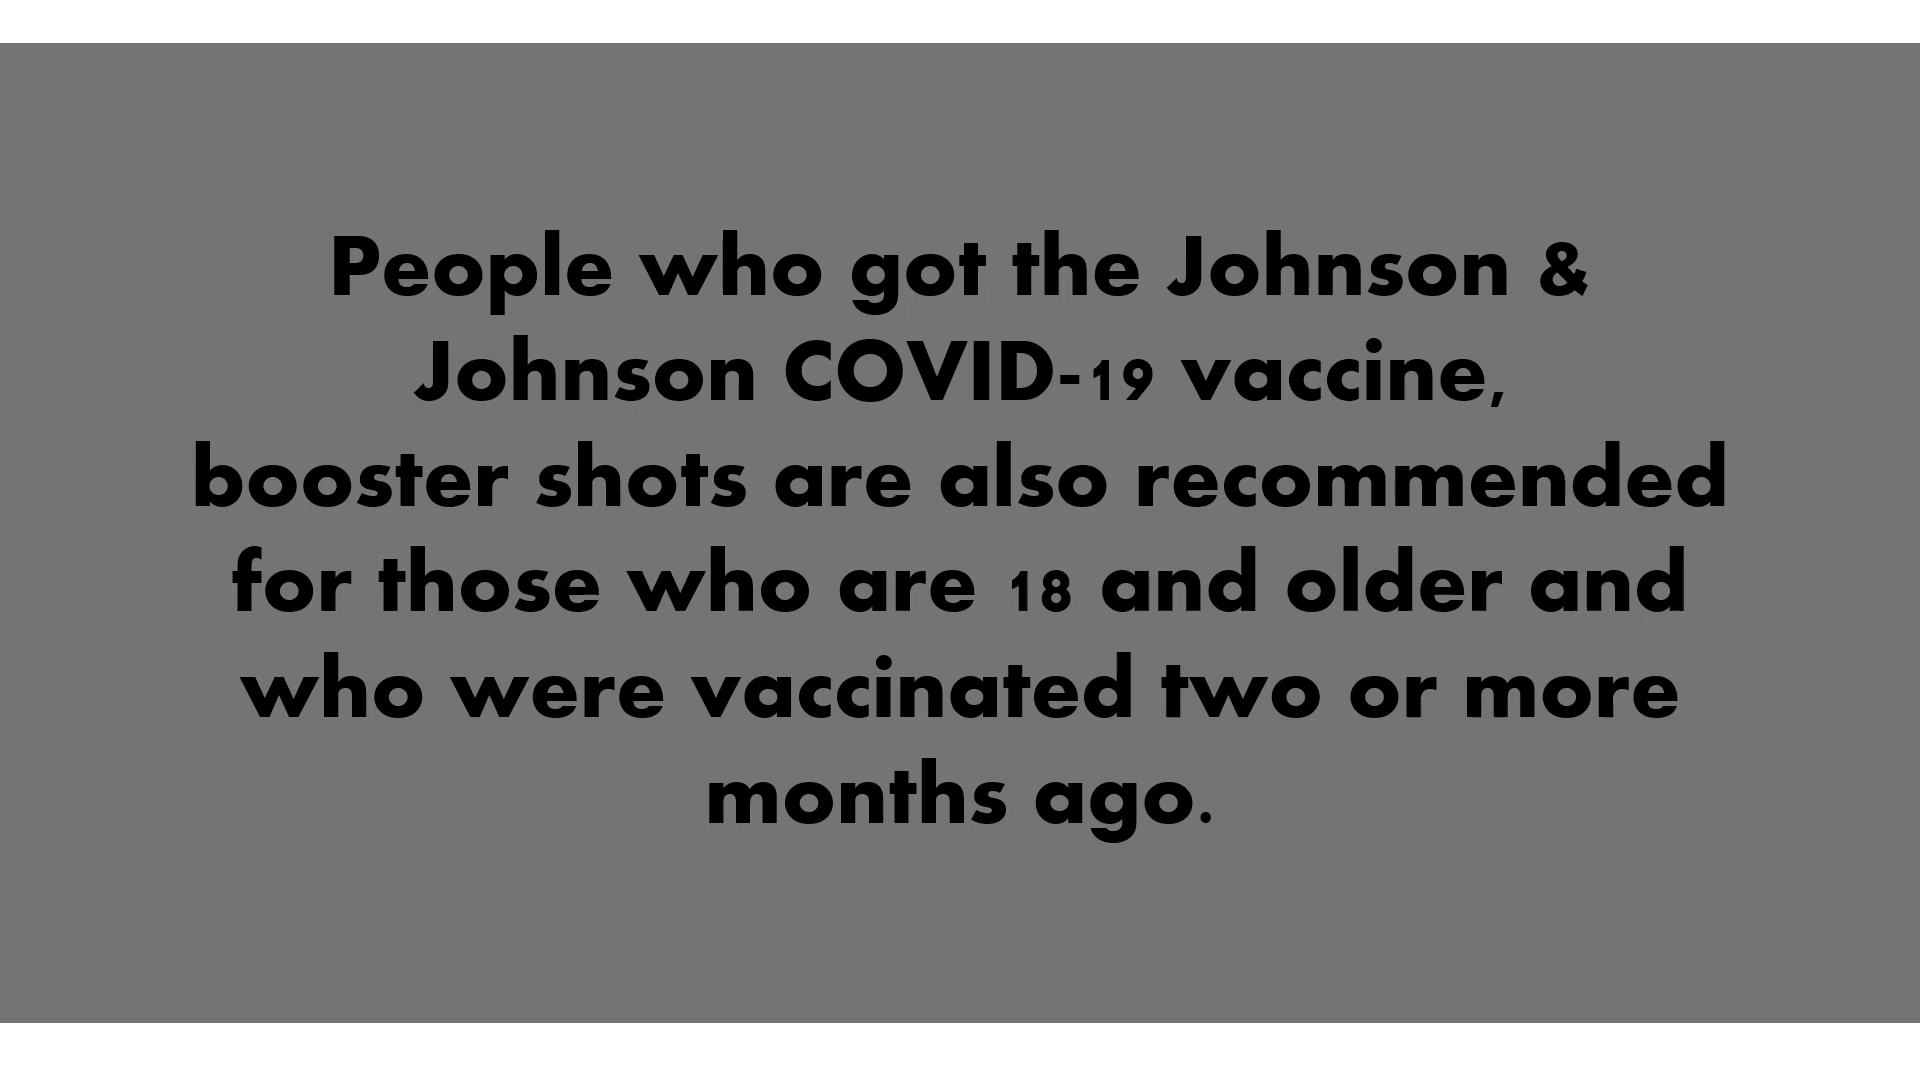 People who got the Johnson &
Johnson COVID-19 vaccine,
booster shots are also recommended
for those who are 18 and older and
who were vaccinated two or more
months ago.